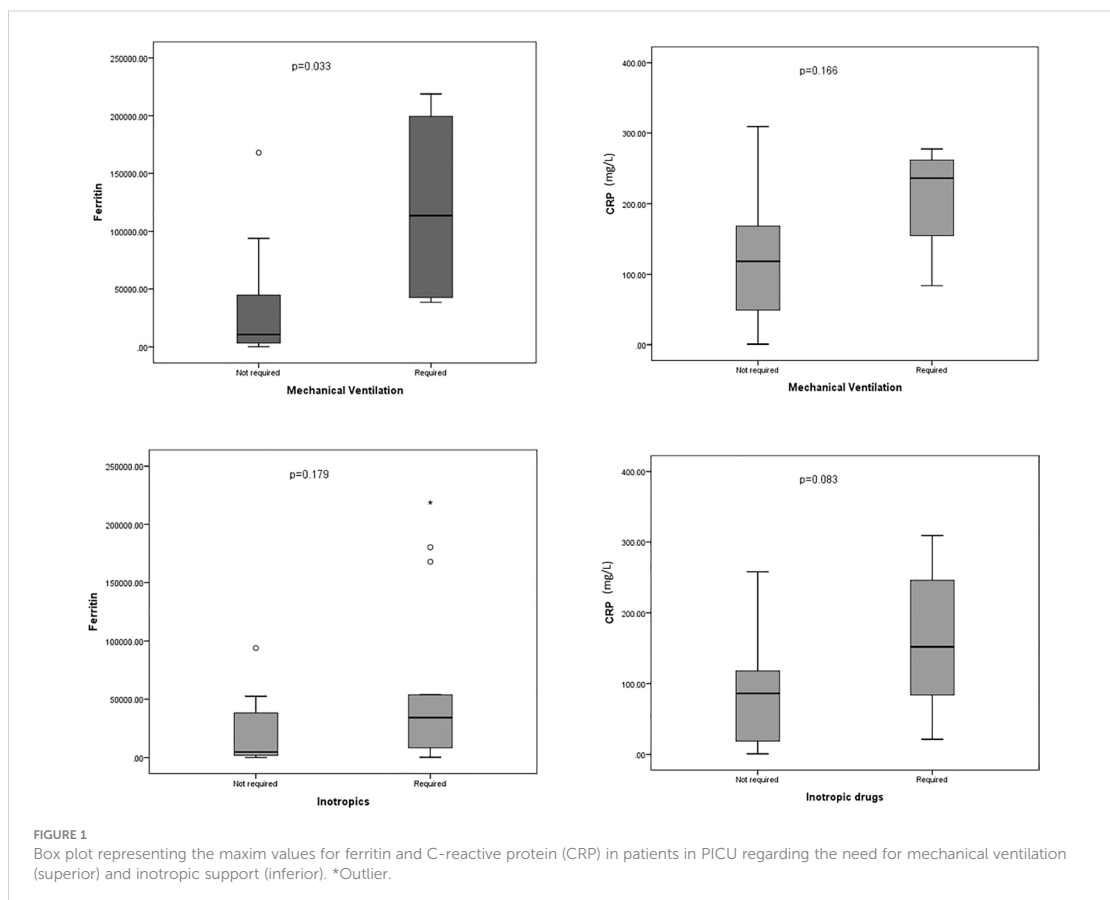 p=0.033
250000.00
200000.00
150000.00
100000.00
50000.00
.00
Ferritin
Not required
Required
Mechanical Ventilation
p=0.166
400.00
300.00
200.00
100.00
.00
CRP (mg/L)
Not required
Required
Mechanical Ventilation
p=0.179
250000.00
200000.00
150000.00
100000.00
50000.00
.00
Ferritin
*
Not required
Required
Inotropics
p=0.083
400.00
300.00
200.00
100.00
.00
CRP (mg/L)
Not required
Required
Inotropic drugs
FIGURE 1
Box plot representing the maxim values for ferritin and C-reactive protein (CRP) in patients in PICU regarding the need for mechanical ventilation
(superior) and inotropic support (inferior). *Outlier.